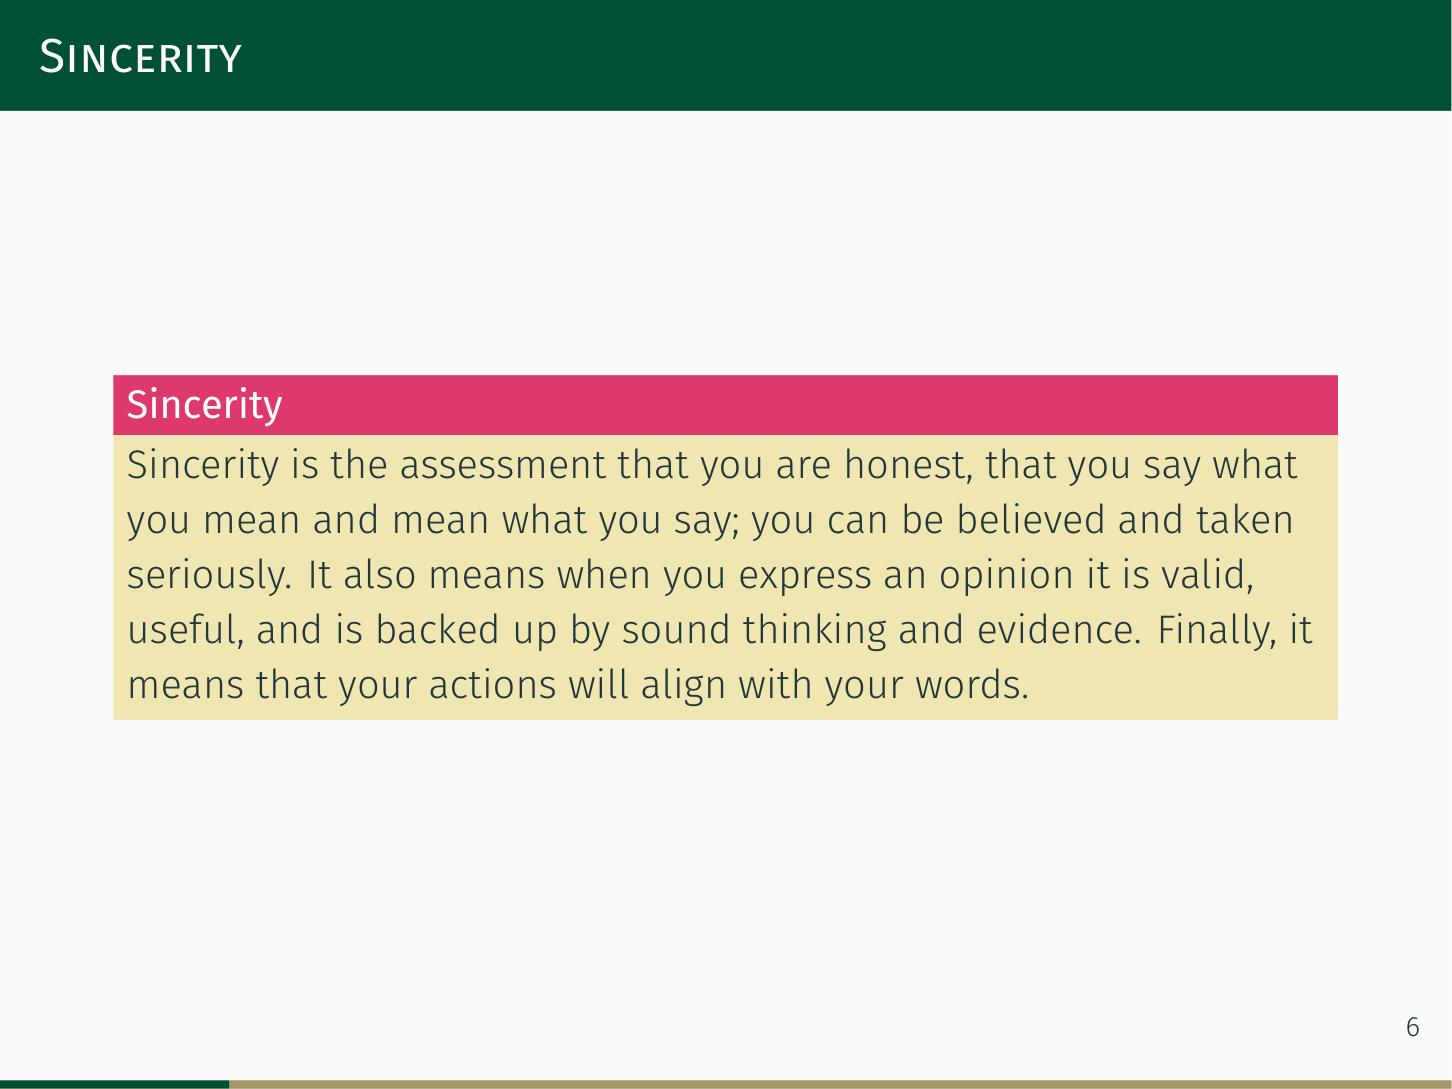 Sincerity
Sincerity
Sincerity is the assessment that you are honest, that you say what
you mean and mean what you say; you can be believed and taken
seriously. It also means when you express an opinion it is valid,
useful, and is backed up by sound thinking and evidence. Finally, it
means that your actions will align with your words.
6